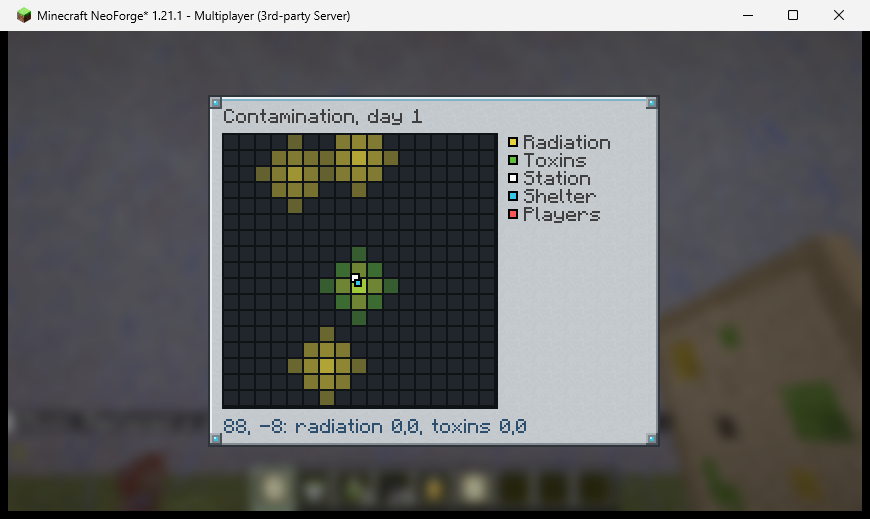 Minecraft NeoForge* 1.21.1 - Multiplayer (3rd-party Server)
Contamination, day 1
Radiation
Toxins
Station
Shelter
Players
88, -8: radiation 0,0, toxins 0,0